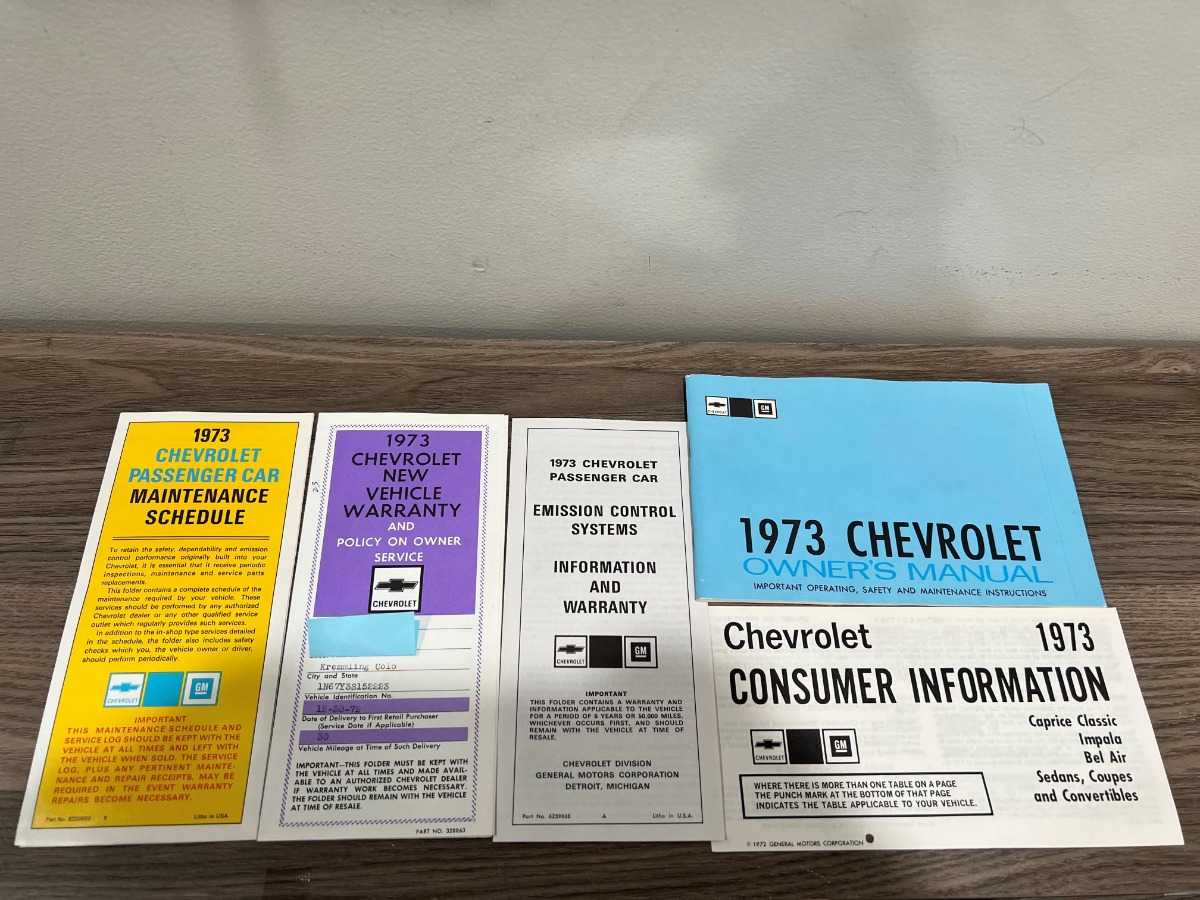 1973
CHEVROLET
PASSENGER CAR
MAINTENANCE
SCHEDULE
To retain the safety, dependability and emission
control performance originally built into your
Chevrolet, it is essential that it receive periodic
inspections, maintenance and service parts
replacements.
This folder contains a complete schedule of the
maintenance required by your vehicle. These
services should be performed by any authorized
Chevrolet dealer or any other qualified service
outlet which regularly provides such services.
In addition to the in-shop type services detailed
in the schedule, the folder also includes safety
checks which you, the vehicle owner or driver,
should perform periodically.
CHEVROLET
GM
IMPORTANT
THIS MAINTENANCE SCHEDULE AND
SERVICE LOG SHOULD BE KEPT WITH THE
VEHICLE AT ALL TIMES AND LEFT WITH
THE VEHICLE WHEN SOLD. THE SERVICE
LOG, PLUS ANY PERTINENT MAINTE-
NANCE AND REPAIR RECEIPTS, MAY BE
REQUIRED IN THE EVENT WARRANTY
REPAIRS BECOME NECESSARY.
Part No. Litho in USA
23
1973
CHEVROLET
NEW
VEHICLE
WARRANTY
AND
POLICY ON OWNER
SERVICE
CHEVROLET
Kremmling Colo
City and State
1N67Y3S152223
Vehicle Identification No.
12-30-72
Date of Delivery to First Retail Purchaser
(Service Date if Applicable)
30
Vehicle Mileage at Time of Such Delivery
IMPORTANT—THIS FOLDER MUST BE KEPT WITH
THE VEHICLE AT ALL TIMES AND MADE AVAIL-
ABLE TO AN AUTHORIZED CHEVROLET DEALER
IF WARRANTY WORK BECOMES NECESSARY.
THE FOLDER SHOULD REMAIN WITH THE VEHICLE
AT TIME OF RESALE.
PART NO. 328863
1973 CHEVROLET
PASSENGER CAR
EMISSION CONTROL
SYSTEMS
INFORMATION
AND
WARRANTY
CHEVROLET
GM
IMPORTANT
THIS FOLDER CONTAINS A WARRANTY AND
INFORMATION APPLICABLE TO THE VEHICLE
FOR A PERIOD OF 5 YEARS OR 50,000 MILES,
WHICHEVER OCCURS FIRST, AND SHOULD
REMAIN WITH THE VEHICLE AT TIME OF
RESALE.
CHEVROLET DIVISION
GENERAL MOTORS CORPORATION
DETROIT, MICHIGAN
Part No. 6259668 A Litho in U.S.A.
CHEVROLET
GM
1973 CHEVROLET
OWNER'S MANUAL
IMPORTANT OPERATING, SAFETY AND MAINTENANCE INSTRUCTIONS
Chevrolet 1973
CONSUMER INFORMATION
Caprice Classic
Impala
Bel Air
Sedans, Coupes
and Convertibles
CHEVROLET
GM
WHERE THERE IS MORE THAN ONE TABLE ON A PAGE
THE PUNCH MARK AT THE BOTTOM OF THAT PAGE
INDICATES THE TABLE APPLICABLE TO YOUR VEHICLE.
© 1972 GENERAL MOTORS CORPORATION